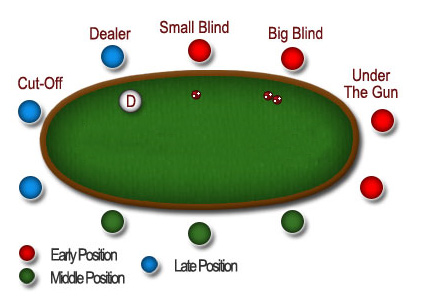 Small Blind
Dealer
Big Blind
Cut-Off
Under
The Gun
D
Early Position
Middle Position
Late Position